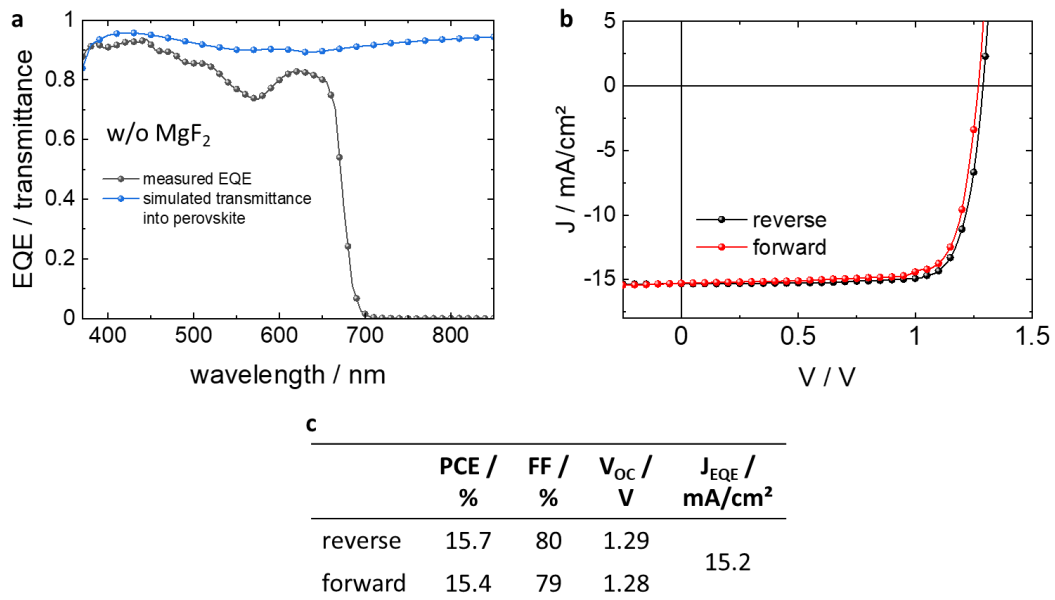 a
EQE / transmittance
1
0.8
0.6
0.4
0.2
0
w/o MgF₂
measured EQE
simulated transmittance
into perovskite
400 500 600 700 800
wavelength / nm
b
J / mA/cm²
5
0
-5
-10
-15
reverse
forward
0 0.5 1 1.5
V / V
c
PCE / FF / V_OC / J_EQE /
% % V mA/cm²
reverse 15.7 80 1.29
15.2
forward 15.4 79 1.28